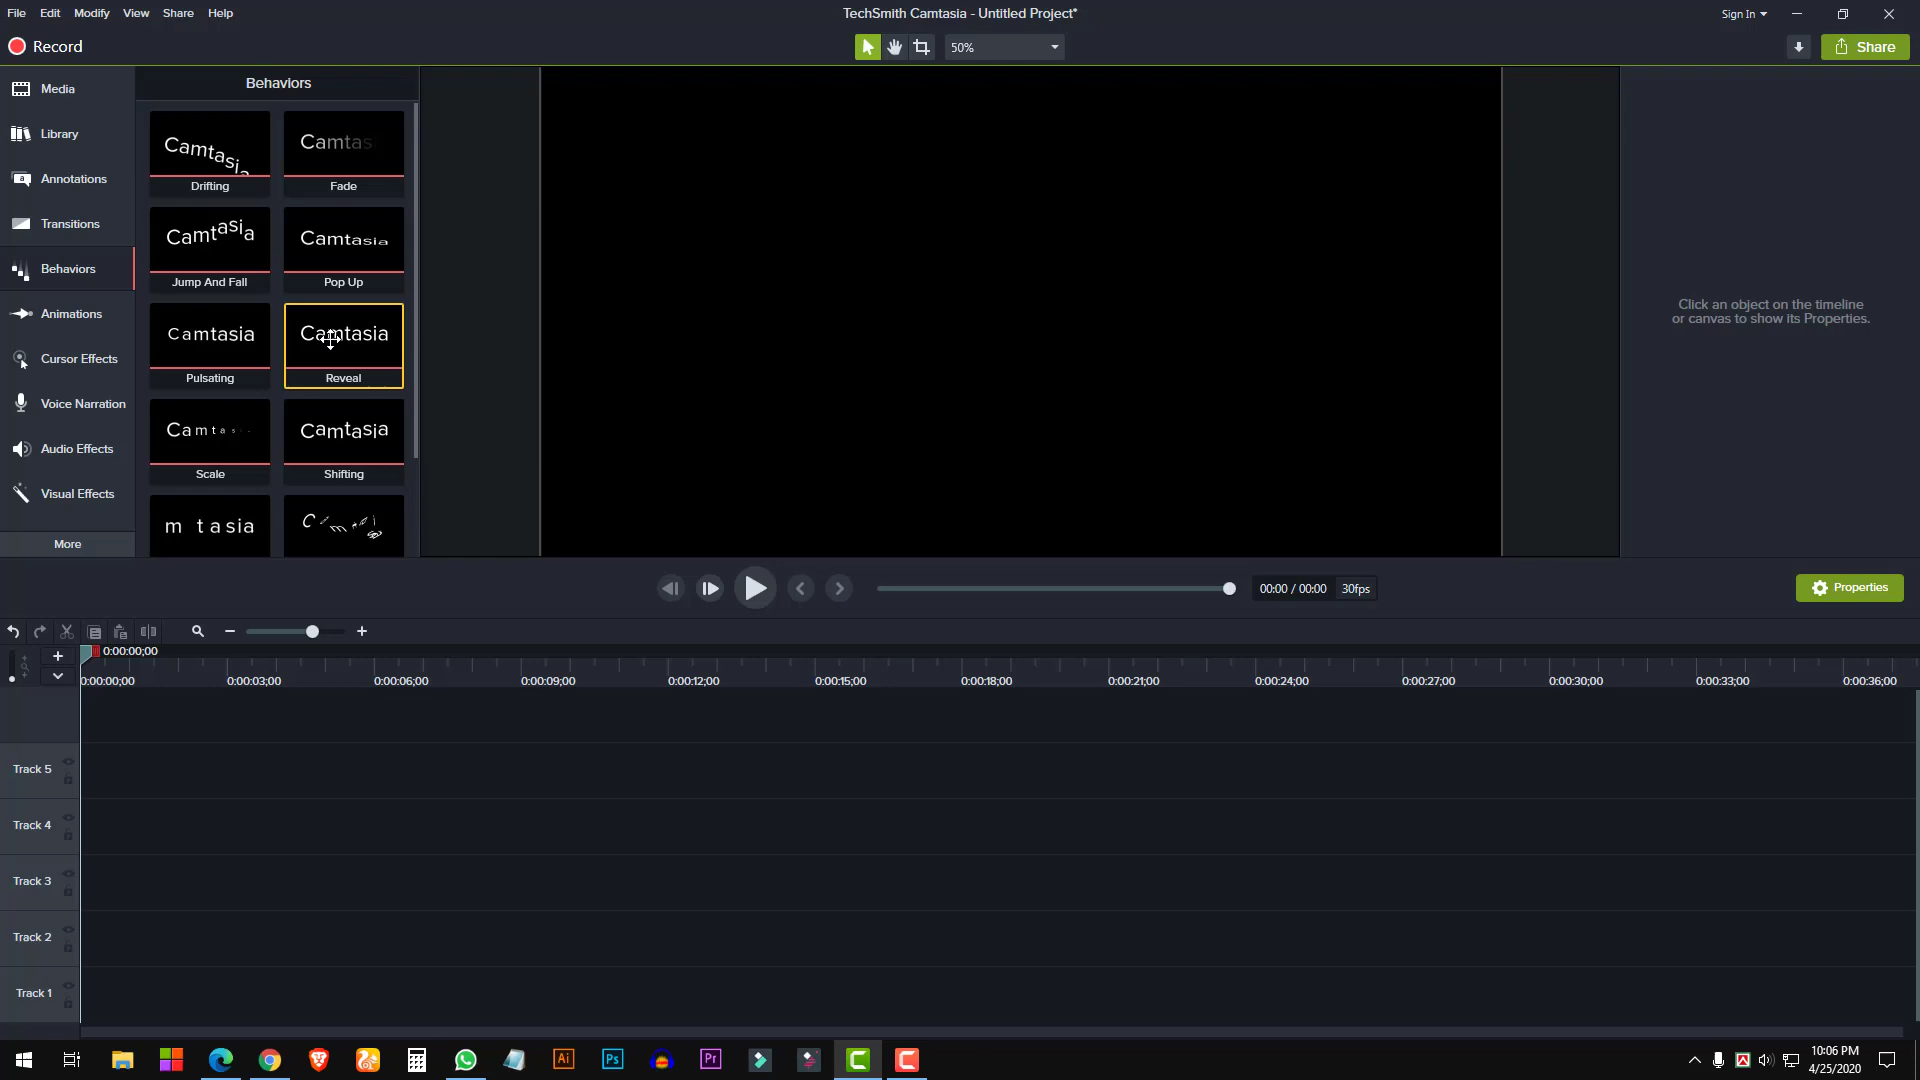 File Edit Modify View Share Help
TechSmith Camtasia - Untitled Project*
Sign In
Record
50%
Share
Media
Library
Annotations
Transitions
Behaviors
Animations
Cursor Effects
Voice Narration
Audio Effects
Visual Effects
More
Behaviors
Camtasia
Drifting
Camtas
Fade
Camtasia
Jump And Fall
Camtasia
Pop Up
Camtasia
Pulsating
Camtasia
Reveal
Camtas
Scale
Camtasia
Shifting
m tasia
Click an object on the timeline
or canvas to show its Properties.
00:00 / 00:00 30fps
Properties
0:00:00;00
0:00:00;00 0:00:03;00 0:00:06;00 0:00:09;00 0:00:12;00 0:00:15;00 0:00:18;00 0:00:21;00 0:00:24;00 0:00:27;00 0:00:30;00 0:00:33;00 0:00:36;00
Track 5
Track 4
Track 3
Track 2
Track 1
Ai
Ps
Pr
10:06 PM
4/25/2020